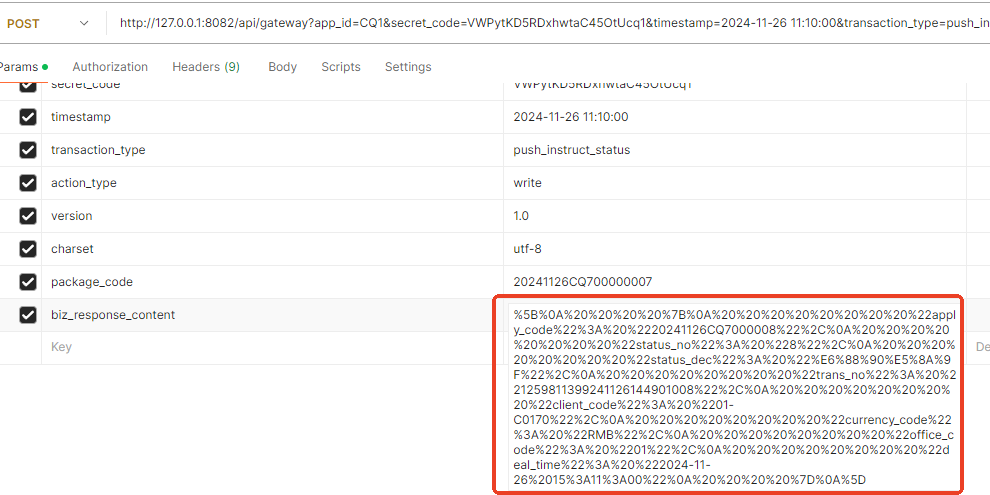 POST
http://127.0.0.1:8082/api/gateway?app_id=CQ1&secret_code=VWPytKD5RDxhwtaC45OtUcq1&timestamp=2024-11-26 11:10:00&transaction_type=push_in
Params
Authorization
Headers (9)
Body
Scripts
Settings
secret_code
VWPytKD5RDxhwtaC45OtUcq1
timestamp
2024-11-26 11:10:00
transaction_type
push_instruct_status
action_type
write
version
1.0
charset
utf-8
package_code
20241126CQ700000007
biz_response_content
%5B%0A%20%20%20%20%7B%0A%20%20%20%20%20%20%20%20%22appl
y_code%22%3A%20%2220241126CQ7000008%22%2C%0A%20%20%20%20
%20%20%20%20%22status_no%22%3A%20%228%22%2C%0A%20%20%20
%20%20%20%20%20%22status_dec%22%3A%20%22%E6%88%90%E5%8A%9
F%22%2C%0A%20%20%20%20%20%20%20%20%22trans_no%22%3A%20%2
212598113992411261449010​08%22%2C%0A%20%20%20%20%20%20%20%
20%22client_code%22%3A%20%2201-
C0170%22%2C%0A%20%20%20%20%20%20%20%20%22currency_code%22
%3A%20%22RMB%22%2C%0A%20%20%20%20%20%20%20%20%22office_c
ode%22%3A%20%2201%22%2C%0A%20%20%20%20%20%20%20%20%22d
eal_time%22%3A%20%222024-11-
26%2015%3A11%3A00%22%0A%20%20%20%20%7D%0A%5D
Key
De